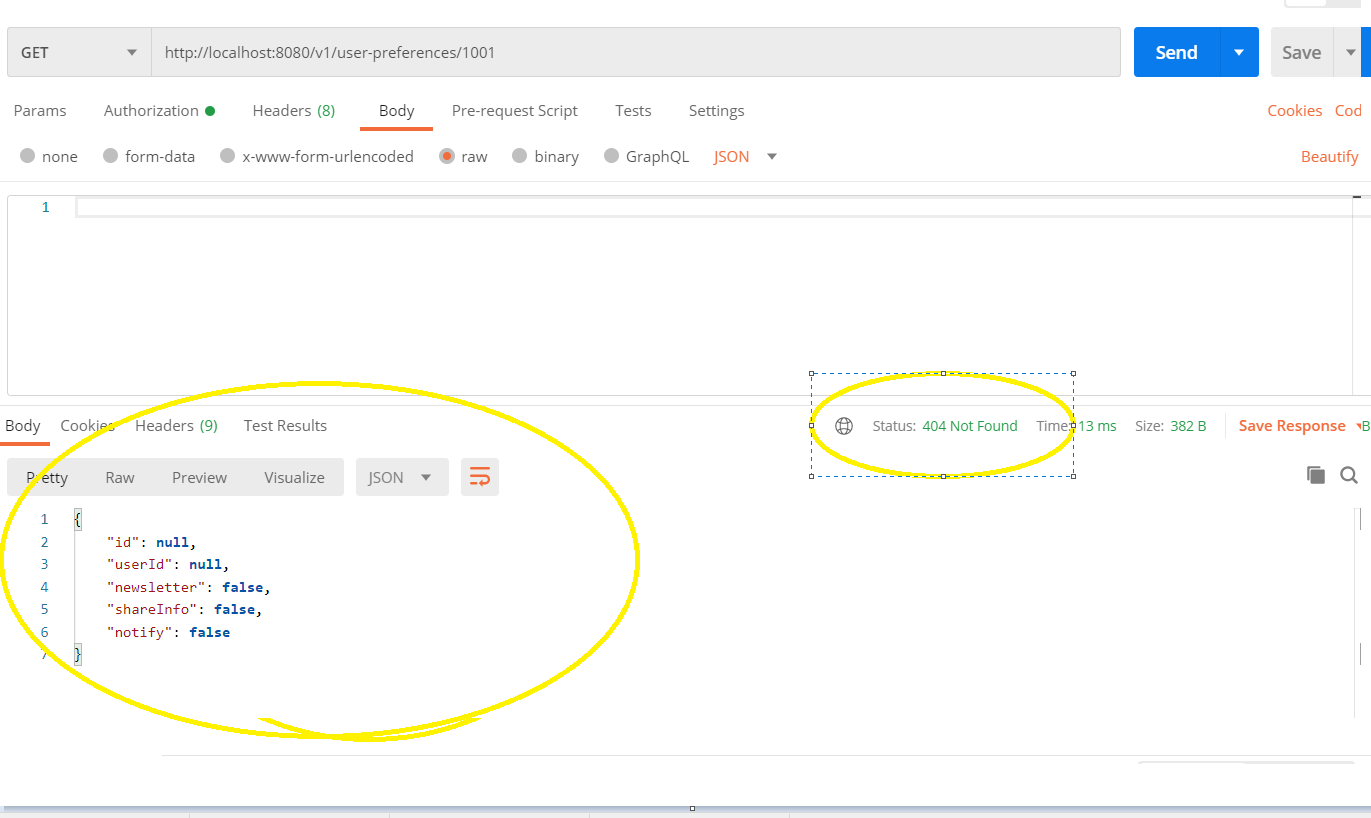 GET http://localhost:8080/v1/user-preferences/1001 Send Save
Params Authorization Headers (8) Body Pre-request Script Tests Settings Cookies Cod
none form-data x-www-form-urlencoded raw binary GraphQL JSON Beautify
1
Body Cookies Headers (9) Test Results Status: 404 Not Found Time: 13 ms Size: 382 B Save Response B
Pretty Raw Preview Visualize JSON
1 {
2 "id": null,
3 "userId": null,
4 "newsletter": false,
5 "shareInfo": false,
6 "notify": false
7 }